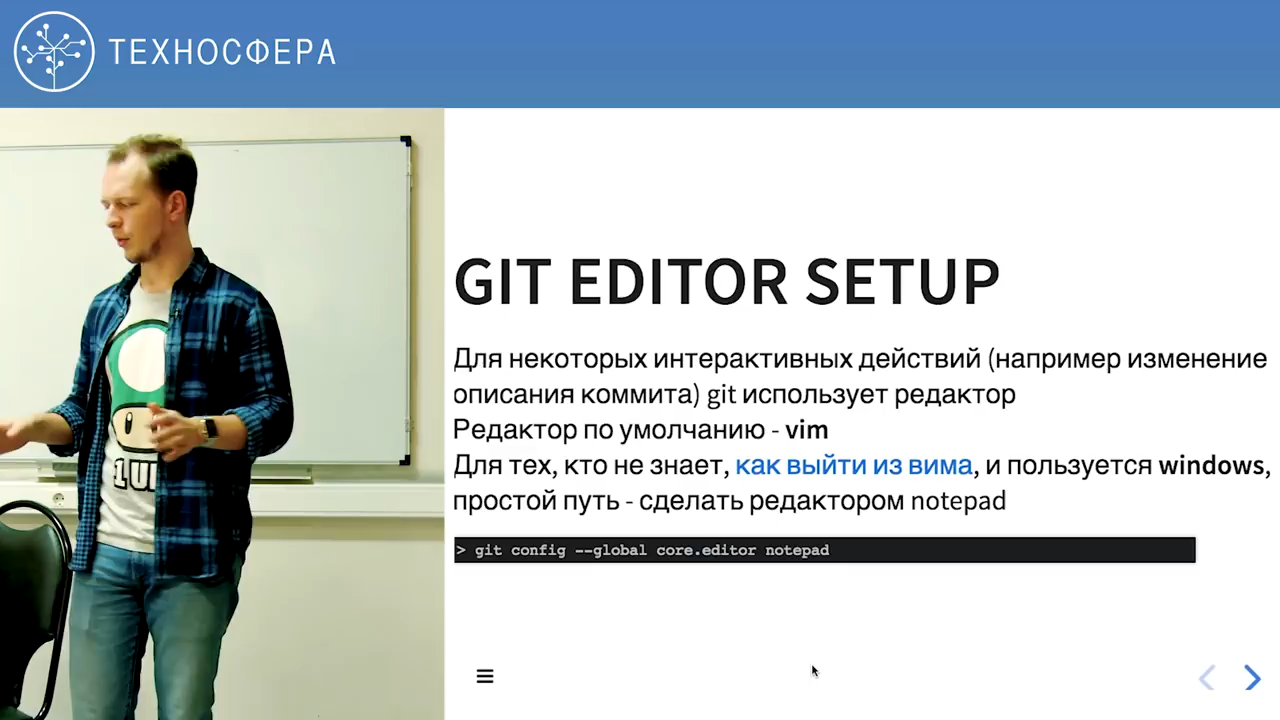 ТЕХНОСФЕРА
1UP
GIT EDITOR SETUP
Для некоторых интерактивных действий (например изменение
описания коммита) git использует редактор
Редактор по умолчанию - vim
Для тех, кто не знает, как выйти из вима, и пользуется windows,
простой путь - сделать редактором notepad
> git config --global core.editor notepad